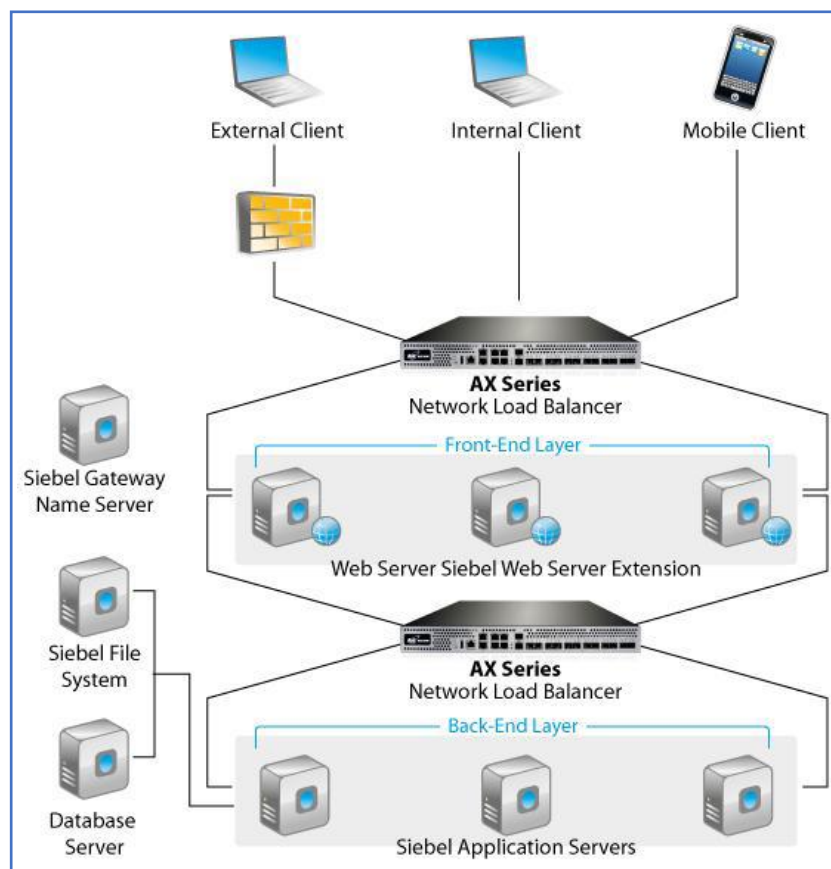 External Client
Internal Client
Mobile Client
AX Series
Network Load Balancer
Siebel Gateway
Name Server
Front-End Layer
Web Server Siebel Web Server Extension
Siebel File
System
AX Series
Network Load Balancer
Back-End Layer
Database
Server
Siebel Application Servers